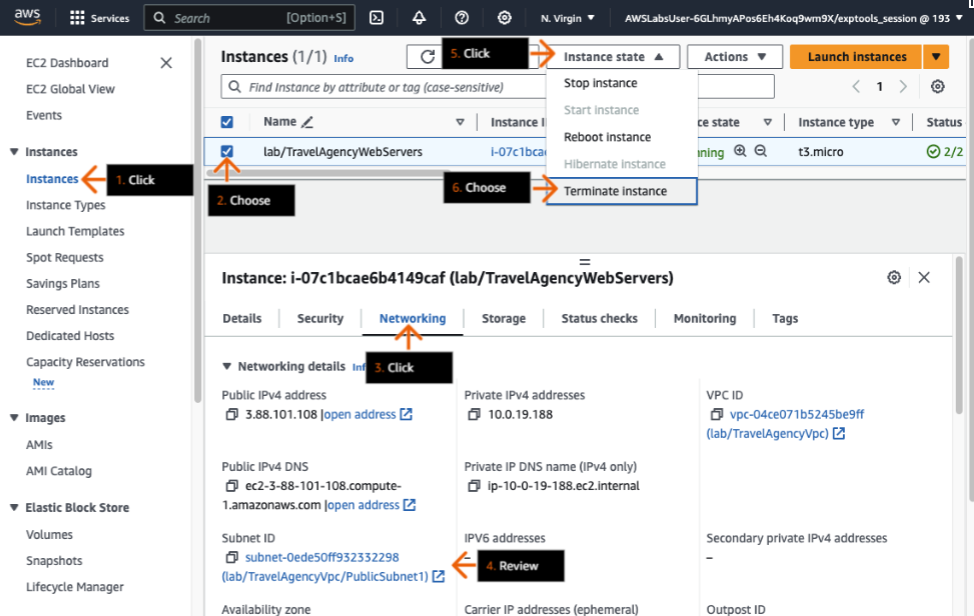 aws
Services
Search
[Option+S]
N. Virgin
AWSLabsUser-6GLhmyAPos6Eh4Koq9wm9X/exptools_session @ 193
EC2 Dashboard
EC2 Global View
Events
Instances
Instances
Instance Types
Launch Templates
Spot Requests
Savings Plans
Reserved Instances
Dedicated Hosts
Capacity Reservations
New
Images
AMIs
AMI Catalog
Elastic Block Store
Volumes
Snapshots
Lifecycle Manager
1. Click
Instances (1/1) Info
5. Click
Instance state
Actions
Launch instances
Find Instance by attribute or tag (case-sensitive)
1
Stop instance
Start instance
Reboot instance
Hibernate instance
Terminate instance
6. Choose
Name
Instance I
ce state
Instance type
Status
lab/TravelAgencyWebServers
i-07c1bca
nning
t3.micro
2/2
2. Choose
Instance: i-07c1bcae6b4149caf (lab/TravelAgencyWebServers)
Details
Security
Networking
Storage
Status checks
Monitoring
Tags
3. Click
Networking details Inf
Public IPv4 address
3.88.101.108 |open address
Private IPv4 addresses
10.0.19.188
VPC ID
vpc-04ce071b5245be9ff
(lab/TravelAgencyVpc)
Public IPv4 DNS
ec2-3-88-101-108.compute-
1.amazonaws.com |open address
Private IP DNS name (IPv4 only)
ip-10-0-19-188.ec2.internal
Subnet ID
subnet-0ede50ff932332298
(lab/TravelAgencyVpc/PublicSubnet1)
4. Review
IPV6 addresses
–
Secondary private IPv4 addresses
–
Availability zone
Carrier IP addresses (ephemeral)
Outpost ID